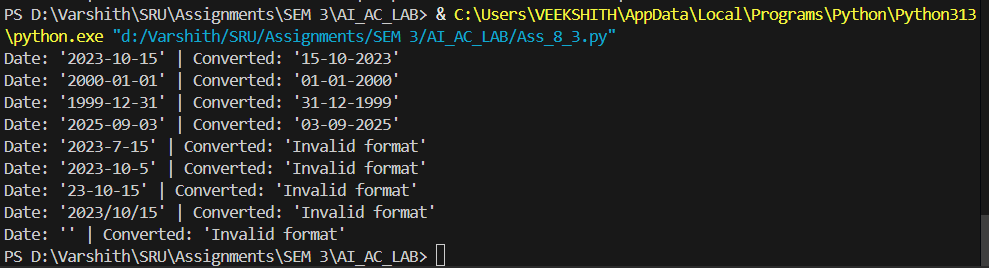 PS D:\Varshith\SRU\Assignments\SEM 3\AI_AC_LAB> & C:\Users\VEEKSHITH\AppData\Local\Programs\Python\Python313
\python.exe "d:/Varshith/SRU/Assignments/SEM 3/AI_AC_LAB/Ass_8_3.py"
Date: '2023-10-15' | Converted: '15-10-2023'
Date: '2000-01-01' | Converted: '01-01-2000'
Date: '1999-12-31' | Converted: '31-12-1999'
Date: '2025-09-03' | Converted: '03-09-2025'
Date: '2023-7-15' | Converted: 'Invalid format'
Date: '2023-10-5' | Converted: 'Invalid format'
Date: '23-10-15' | Converted: 'Invalid format'
Date: '2023/10/15' | Converted: 'Invalid format'
Date: '' | Converted: 'Invalid format'
PS D:\Varshith\SRU\Assignments\SEM 3\AI_AC_LAB>